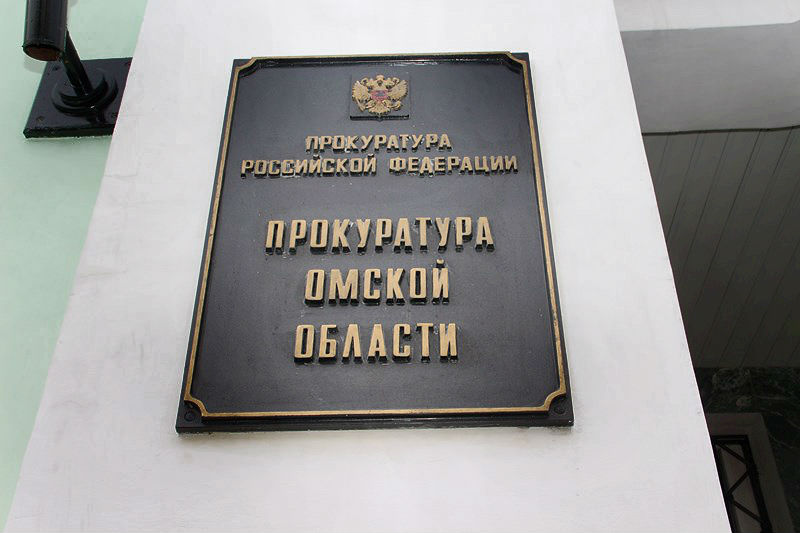 ПРОКУРАТУРА
РОССИЙСКОЙ ФЕДЕРАЦИИ
ПРОКУРАТУРА
ОМСКОЙ
ОБЛАСТИ